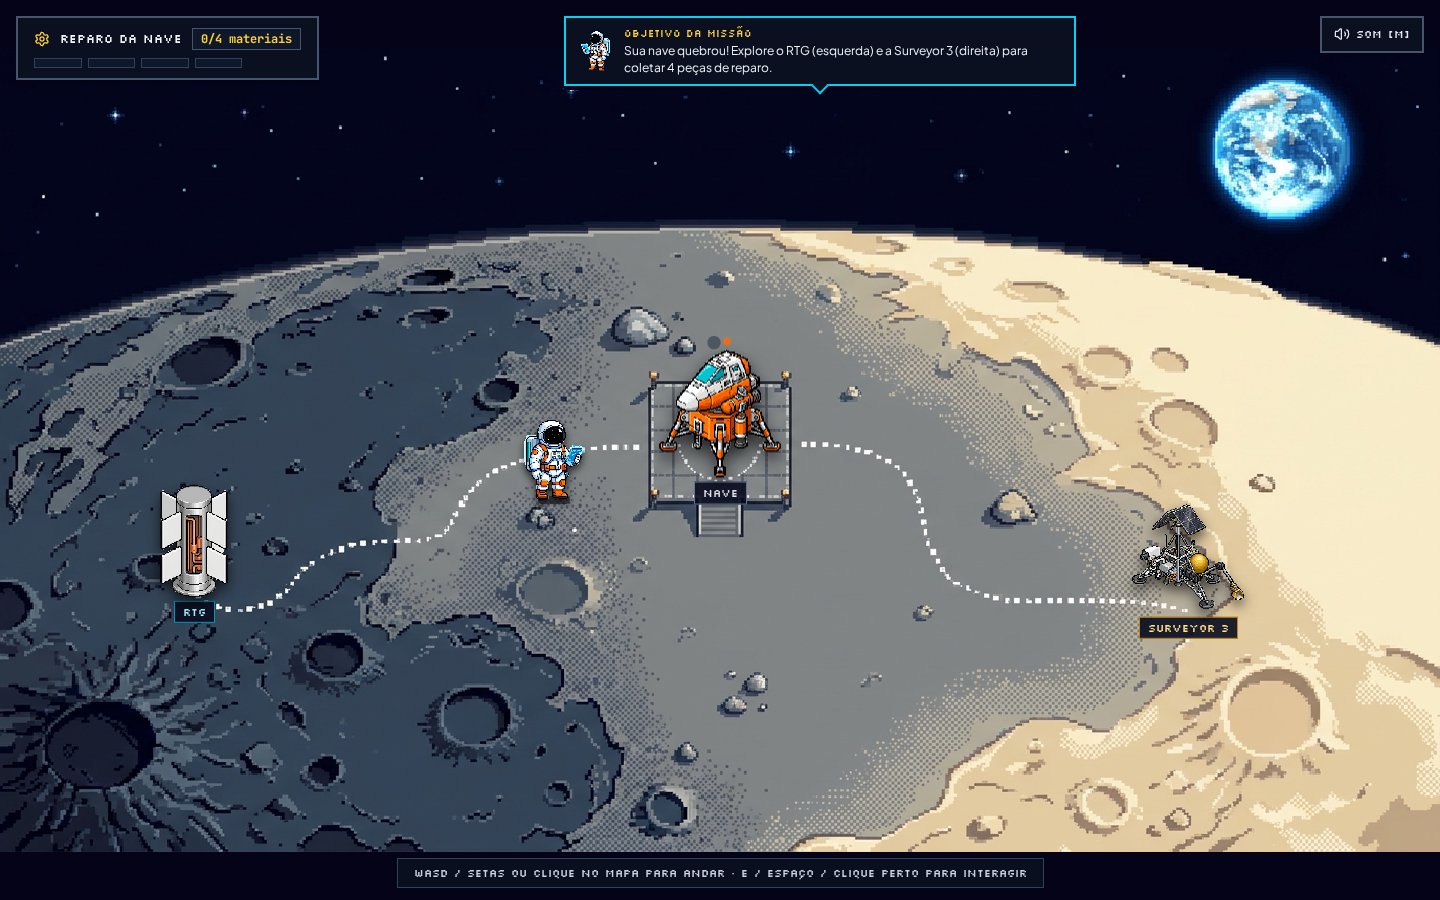 REPARO DA NAVE 0/4 materiais
OBJETIVO DA MISSÃO
Sua nave quebrou! Explore o RTG (esquerda) e a Surveyor 3 (direita) para
coletar 4 peças de reparo.
SOM [M]
NAVE
RTG
SURVEYOR 3
WASD / SETAS OU CLIQUE NO MAPA PARA ANDAR · E / ESPAÇO / CLIQUE PERTO PARA INTERAGIR